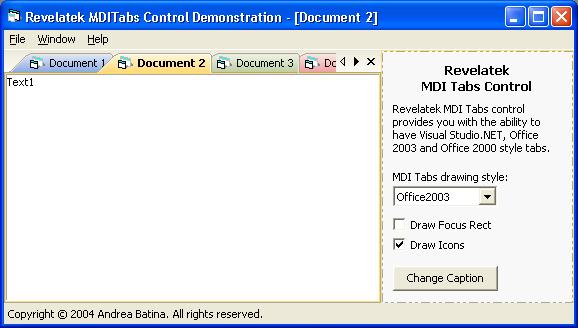 Revelatek MDITabs Control Demonstration - [Document 2]
File Window Help
Document 1 Document 2 Document 3 Do
Text1
Revelatek
MDI Tabs Control
Revelatek MDI Tabs control
provides you with the ability to
have Visual Studio.NET, Office
2003 and Office 2000 style tabs.
MDI Tabs drawing style:
Office2003
Draw Focus Rect
Draw Icons
Change Caption
Copyright © 2004 Andrea Batina. All rights reserved.